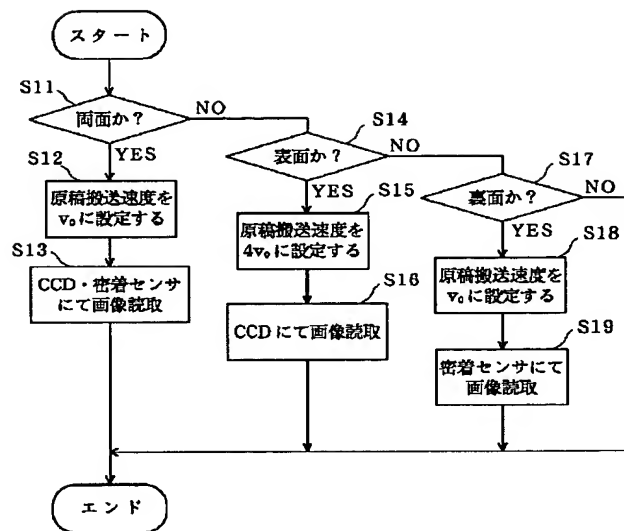 スタート
S11
両面か?
NO
YES
S14
表面か?
NO
YES
S17
裏面か?
NO
YES
S12
原稿搬送速度を
v₀に設定する
S13
CCD・密着センサ
にて画像読取
S15
原稿搬送速度を
4v₀に設定する
S16
CCDにて画像読取
S18
原稿搬送速度を
v₀に設定する
S19
密着センサにて
画像読取
エンド